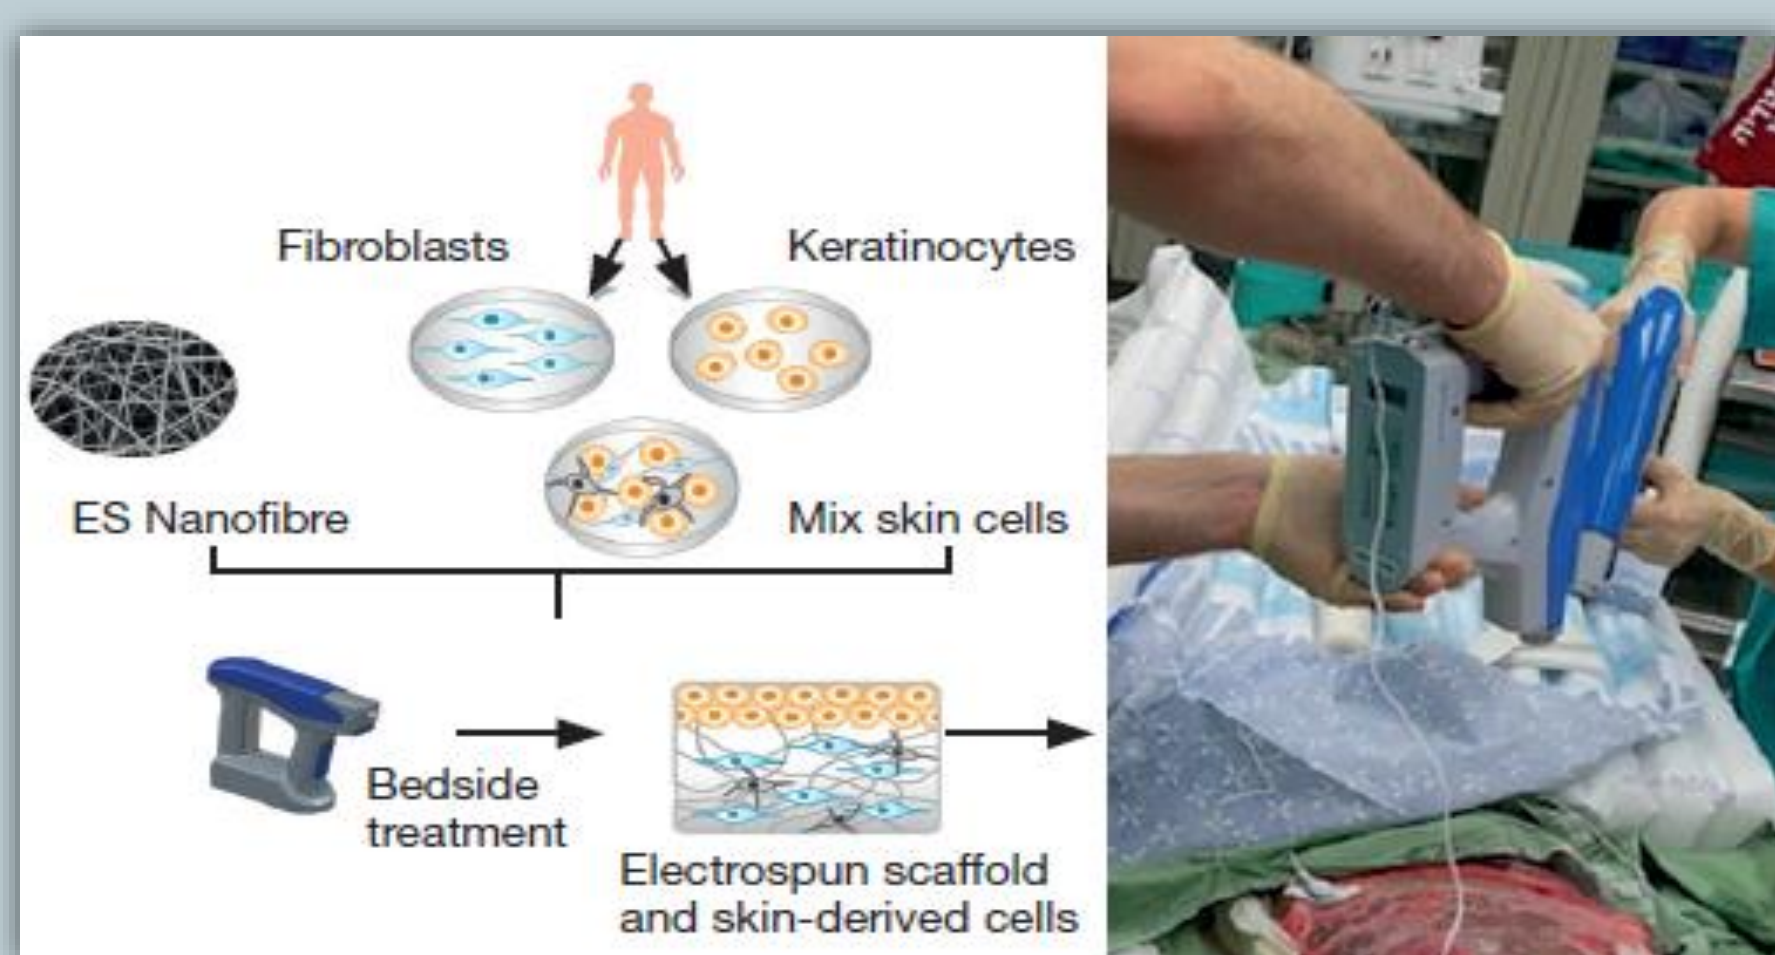 Fibroblasts
Keratinocytes
ES Nanofibre
Mix skin cells
Bedside
treatment
Electrospun scaffold
and skin-derived cells